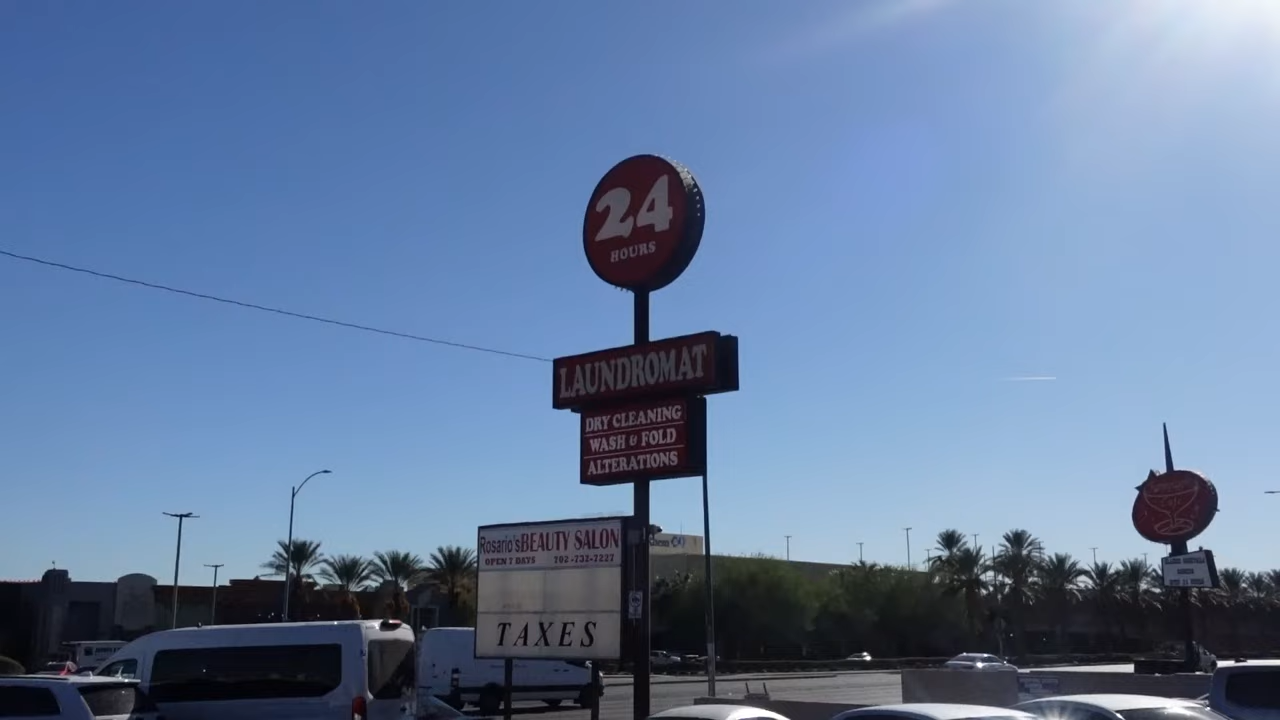 24
HOURS
LAUNDROMAT
DRY CLEANING
WASH & FOLD
ALTERATIONS
Rosario's BEAUTY SALON
OPEN 7 DAYS 702-732-7227
TAXES